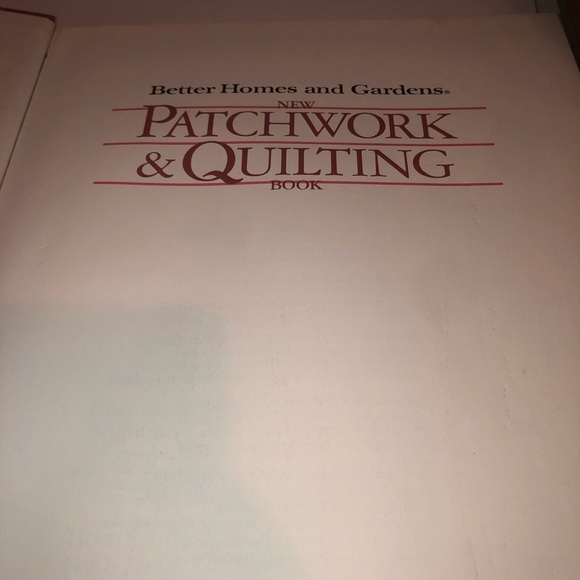 Better Homes and Gardens®
NEW
PATCHWORK
& QUILTING
BOOK